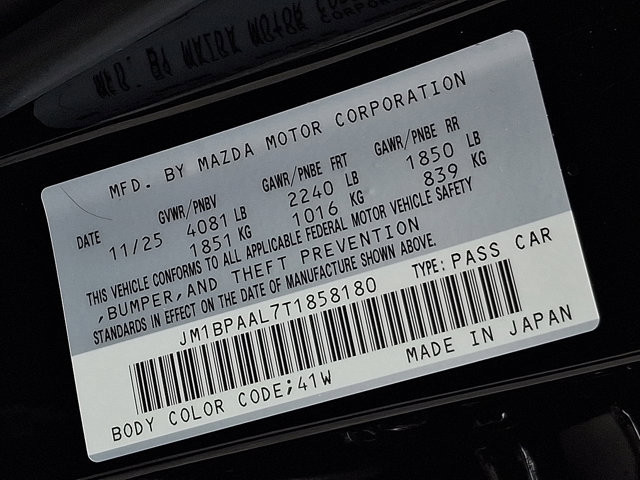 MFD. BY MAZDA MOTOR CORPORATION
DATE GVWR/PNBV GAWR/PNBE FRT GAWR/PNBE RR
11/25 4081 LB 2240 LB 1850 LB
1851 KG 1016 KG 839 KG
THIS VEHICLE CONFORMS TO ALL APPLICABLE FEDERAL MOTOR VEHICLE SAFETY
,BUMPER,AND THEFT PREVENTION
STANDARDS IN EFFECT ON THE DATE OF MANUFACTURE SHOWN ABOVE.
JM1BPAAL7T1858180 TYPE: PASS CAR
BODY COLOR CODE;41W MADE IN JAPAN